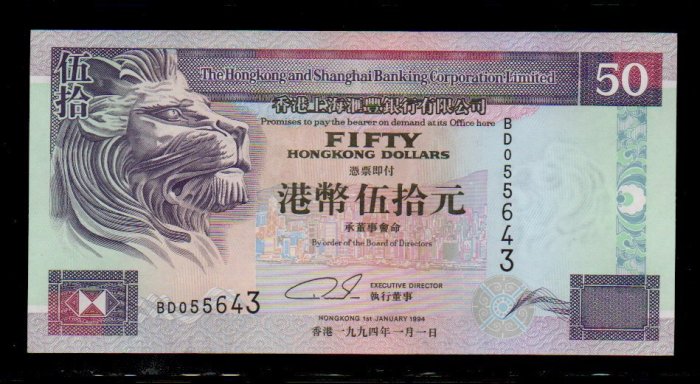 伍拾
The Hongkong and Shanghai Banking Corporation Limited
50
香港上海滙豐銀行有限公司
Promises to pay the bearer on demand at its Office here
FIFTY
HONGKONG DOLLARS
憑票即付
港幣伍拾元
承董事會命
By order of the Board of Directors
BD055643
BD055643
EXECUTIVE DIRECTOR
執行董事
HONGKONG 1ST JANUARY 1994
香港一九九四年一月一日